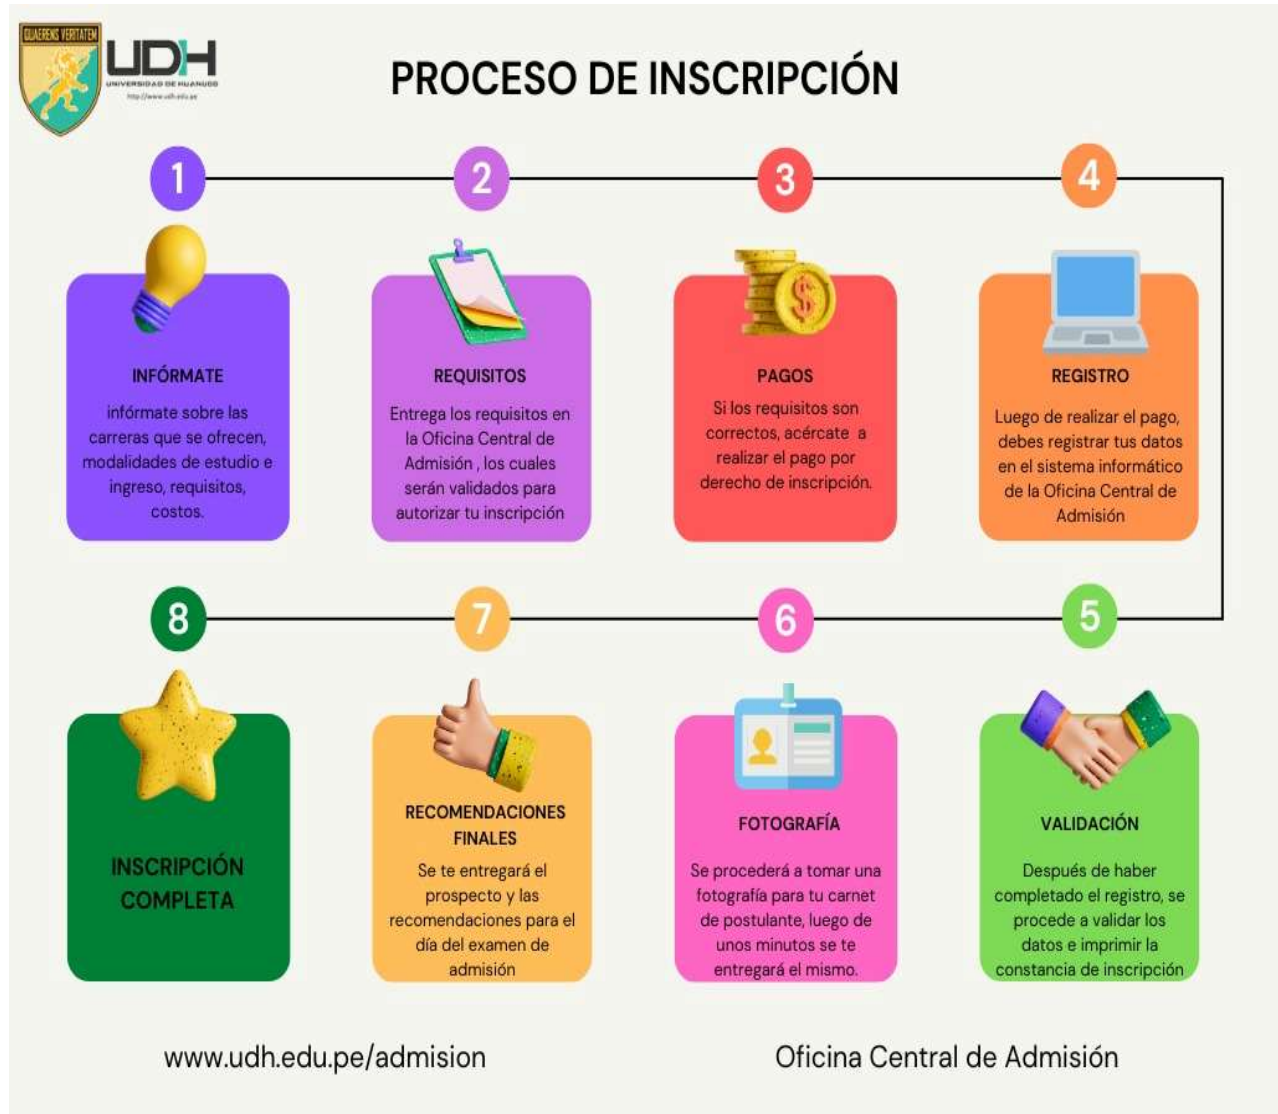 QUAERENS VERITATEM
UDH
UNIVERSIDAD DE HUANUCO
http://www.udh.edu.pe
PROCESO DE INSCRIPCIÓN
1
2
3
4
INFÓRMATE
infórmate sobre las
carreras que se ofrecen,
modalidades de estudio e
ingreso, requisitos,
costos.
REQUISITOS
Entrega los requisitos en
la Oficina Central de
Admisión , los cuales
serán validados para
autorizar tu inscripción
PAGOS
Si los requisitos son
correctos, acércate a
realizar el pago por
derecho de inscripción.
REGISTRO
Luego de realizar el pago,
debes registrar tus datos
en el sistema informático
de la Oficina Central de
Admisión
5
VALIDACIÓN
Después de haber
completado el registro, se
procede a validar los
datos e imprimir la
constancia de inscripción
6
FOTOGRAFÍA
Se procederá a tomar una
fotografía para tu carnet
de postulante, luego de
unos minutos se te
entregará el mismo.
7
RECOMENDACIONES
FINALES
Se te entregará el
prospecto y las
recomendaciones para el
día del examen de
admisión
8
INSCRIPCIÓN
COMPLETA
www.udh.edu.pe/admision
Oficina Central de Admisión